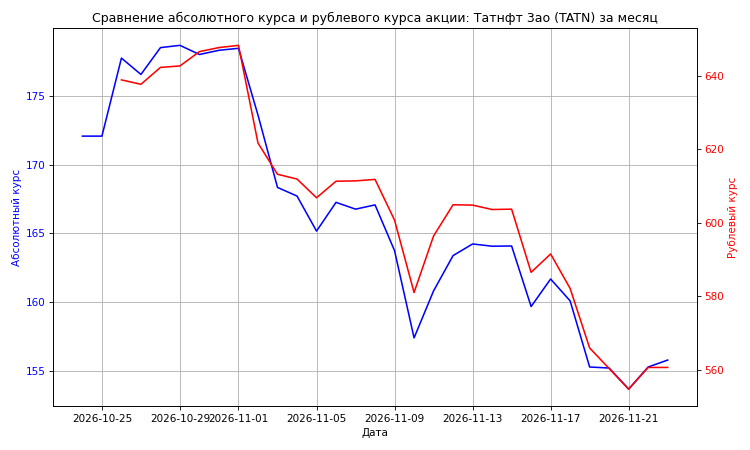 Сравнение абсолютного курса и рублевого курса акции: Татнфт 3ао (TATN) за месяц
Абсолютный курс
175
170
165
160
155
640
620
600
580
560
Рублевый курс
2026-10-25 2026-10-29 2026-11-01 2026-11-05 2026-11-09 2026-11-13 2026-11-17 2026-11-21
Дата